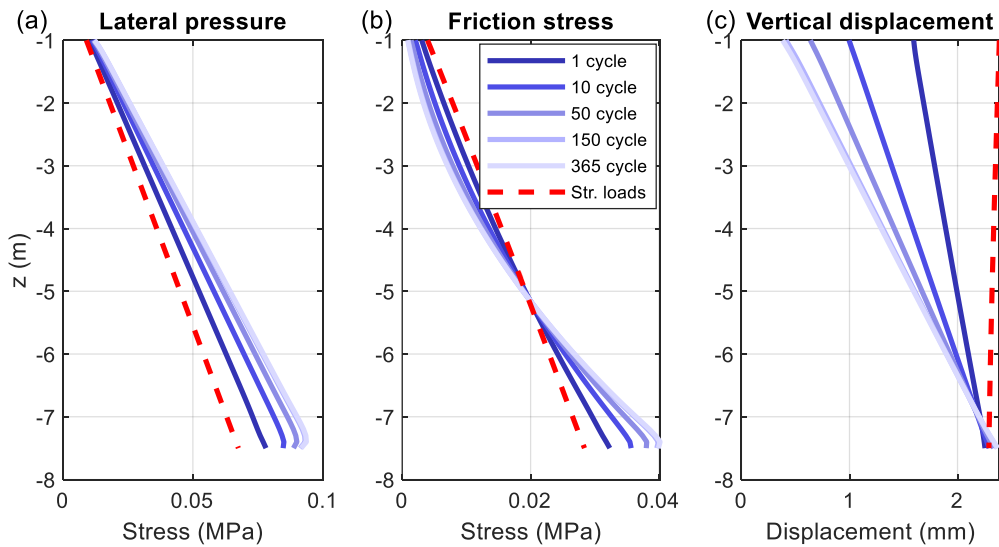 (a) Lateral pressure
-1
-2
-3
-4
-5
-6
-7
-8
z (m)
0 0.05 0.1
Stress (MPa)
(b) Friction stress
-1
-2
-3
-4
-5
-6
-7
-8
1 cycle
10 cycle
50 cycle
150 cycle
365 cycle
Str. loads
0 0.02 0.04
Stress (MPa)
(c) Vertical displacement
-1
-2
-3
-4
-5
-6
-7
-8
0 1 2
Displacement (mm)